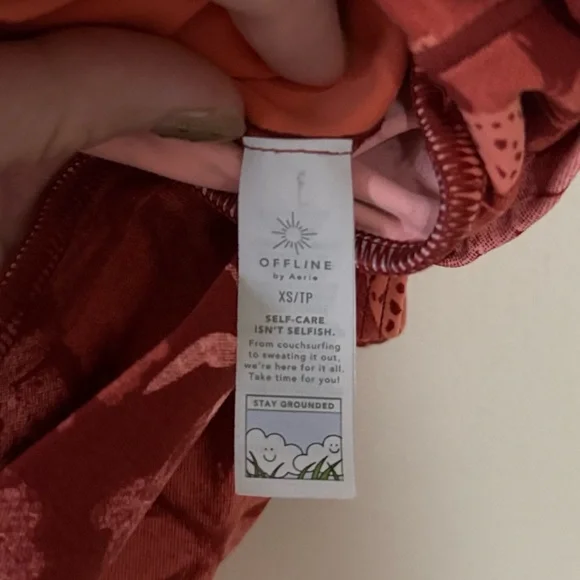 OFFLINE
by Aerie
XS/TP
SELF-CARE
ISN'T SELFISH.
From couchsurfing
to sweating it out,
we're here for it all.
Take time for you!
STAY GROUNDED